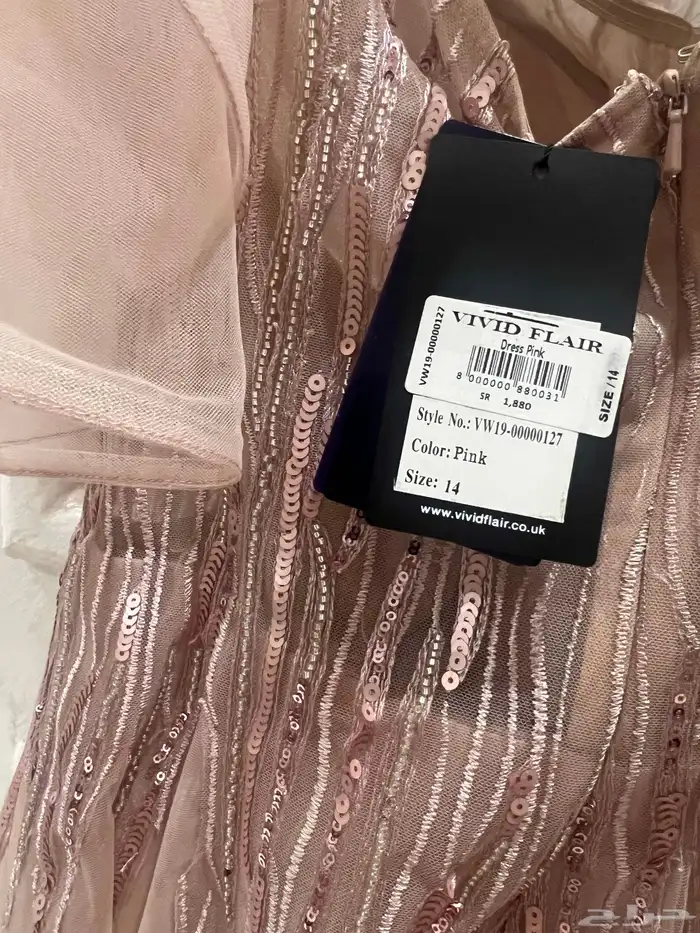 VIVID FLAIR
Dress Pink
VW19-00000127
8 000000 880031
SR 1,880
SIZE / 14
Style No.: VW19-00000127
Color: Pink
Size: 14
www.vividflair.co.uk
حراج